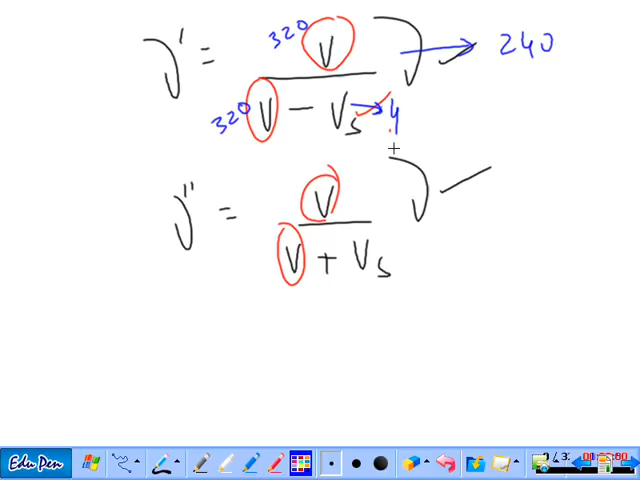 ν' = 320 V / 320 V − Vs → 4 ν → 240
ν'' = V / V + Vs ν
Edu Pen